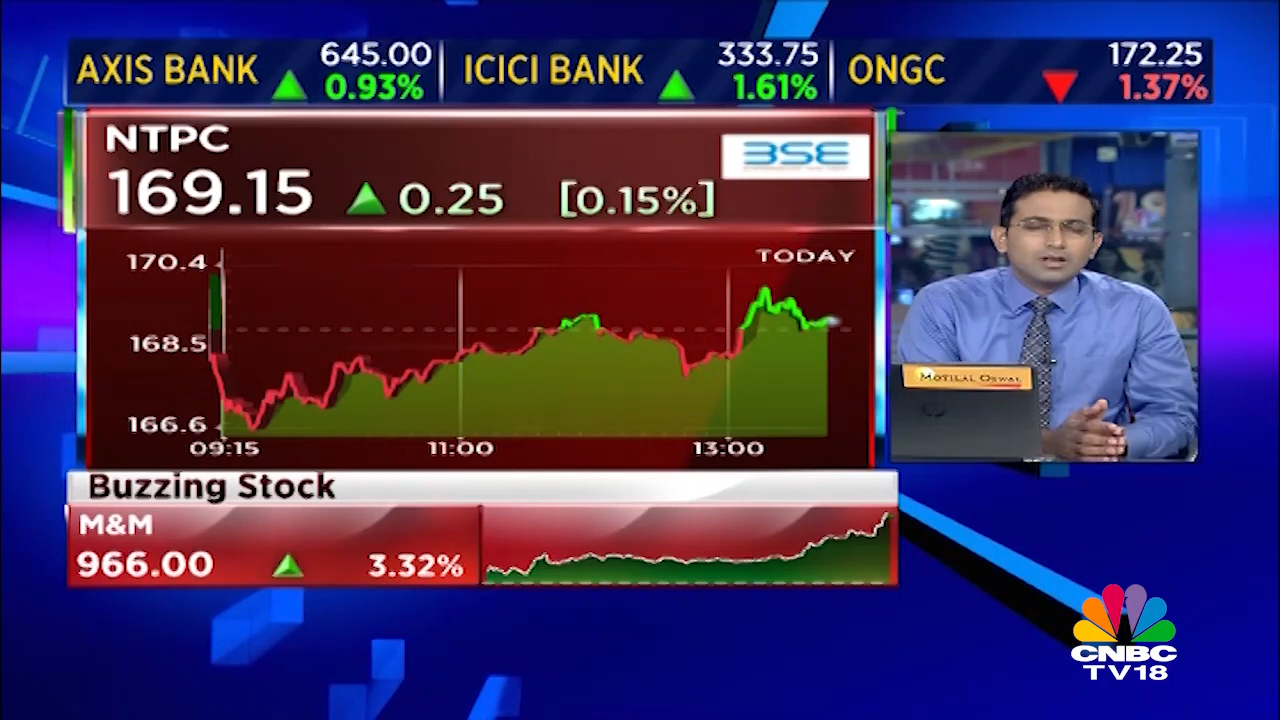 AXIS BANK 645.00 0.93%
ICICI BANK 333.75 1.61%
ONGC 172.25 1.37%
NTPC
169.15 0.25 [0.15%]
BSE
TODAY
170.4
168.5
166.6
09:15 11:00 13:00
MOTILAL OSWAL
Buzzing Stock
M&M
966.00 3.32%
CNBC
TV18